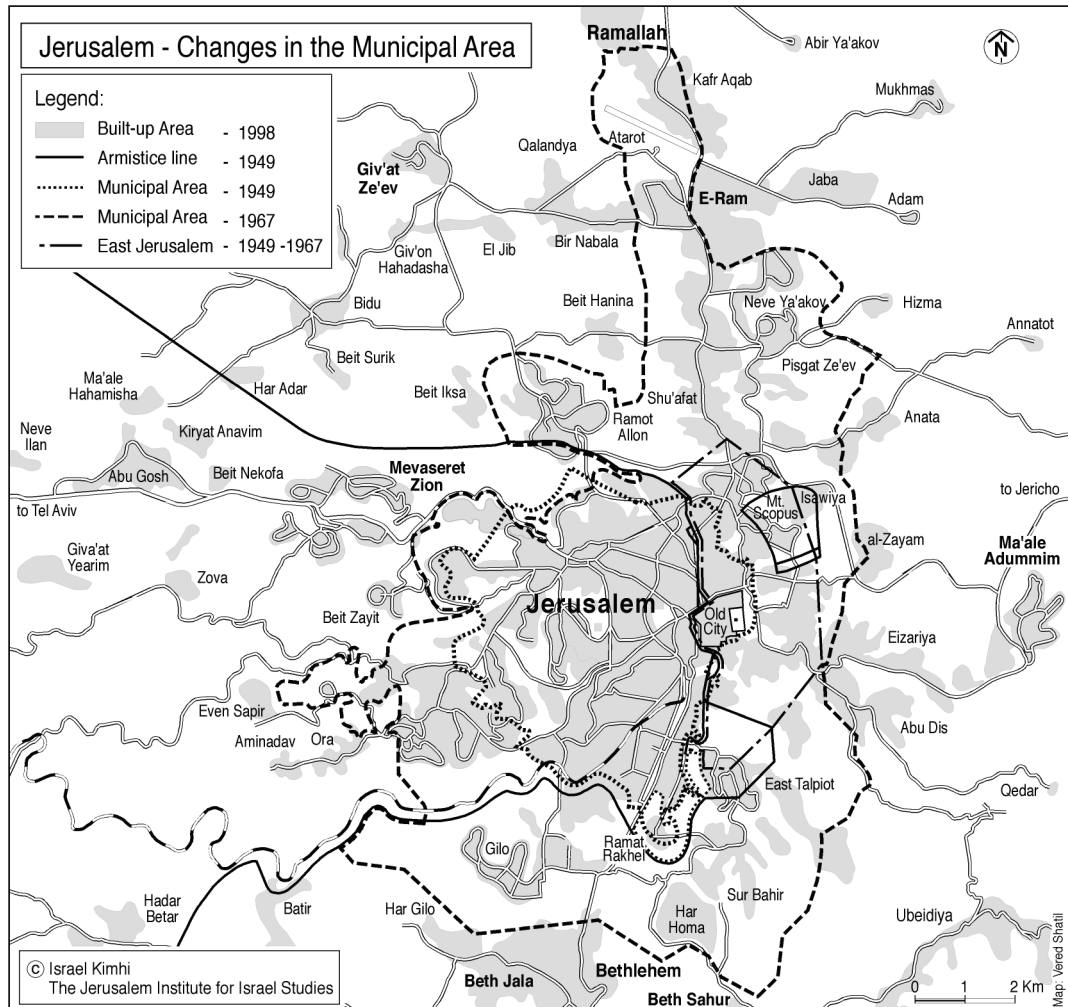 Jerusalem - Changes in the Municipal Area
Legend:
Built-up Area - 1998
Armistice line - 1949
Municipal Area - 1949
Municipal Area - 1967
East Jerusalem - 1949 -1967
N
Ramallah
Abir Ya'akov
Kafr Aqab
Mukhmas
Atarot
Qalandya
Giv'at
Ze'ev
Jaba
E-Ram
Adam
El Jib
Bir Nabala
Giv'on
Hahadasha
Bidu
Beit Hanina
Neve Ya'akov
Hizma
Annatot
Beit Surik
Pisgat Ze'ev
Ma'ale
Hahamisha
Har Adar
Beit Iksa
Shu'afat
Ramot
Allon
Anata
Neve
Ilan
Kiryat Anavim
Abu Gosh
Beit Nekofa
Mevaseret
Zion
to Tel Aviv
Mt.
Scopus
Isawiya
to Jericho
al-Zayam
Ma'ale
Adummim
Giva'at
Yearim
Zova
Jerusalem
Old
City
Beit Zayit
Eizariya
Even Sapir
Aminadav
Ora
Abu Dis
East Talpiot
Qedar
Gilo
Ramat
Rakhel
Hadar
Betar
Batir
Har Gilo
Sur Bahir
Har
Homa
Ubeidiya
Beth Jala
Bethlehem
Beth Sahur
© Israel Kimhi
The Jerusalem Institute for Israel Studies
0 1 2 Km
Map: Vered Shatil